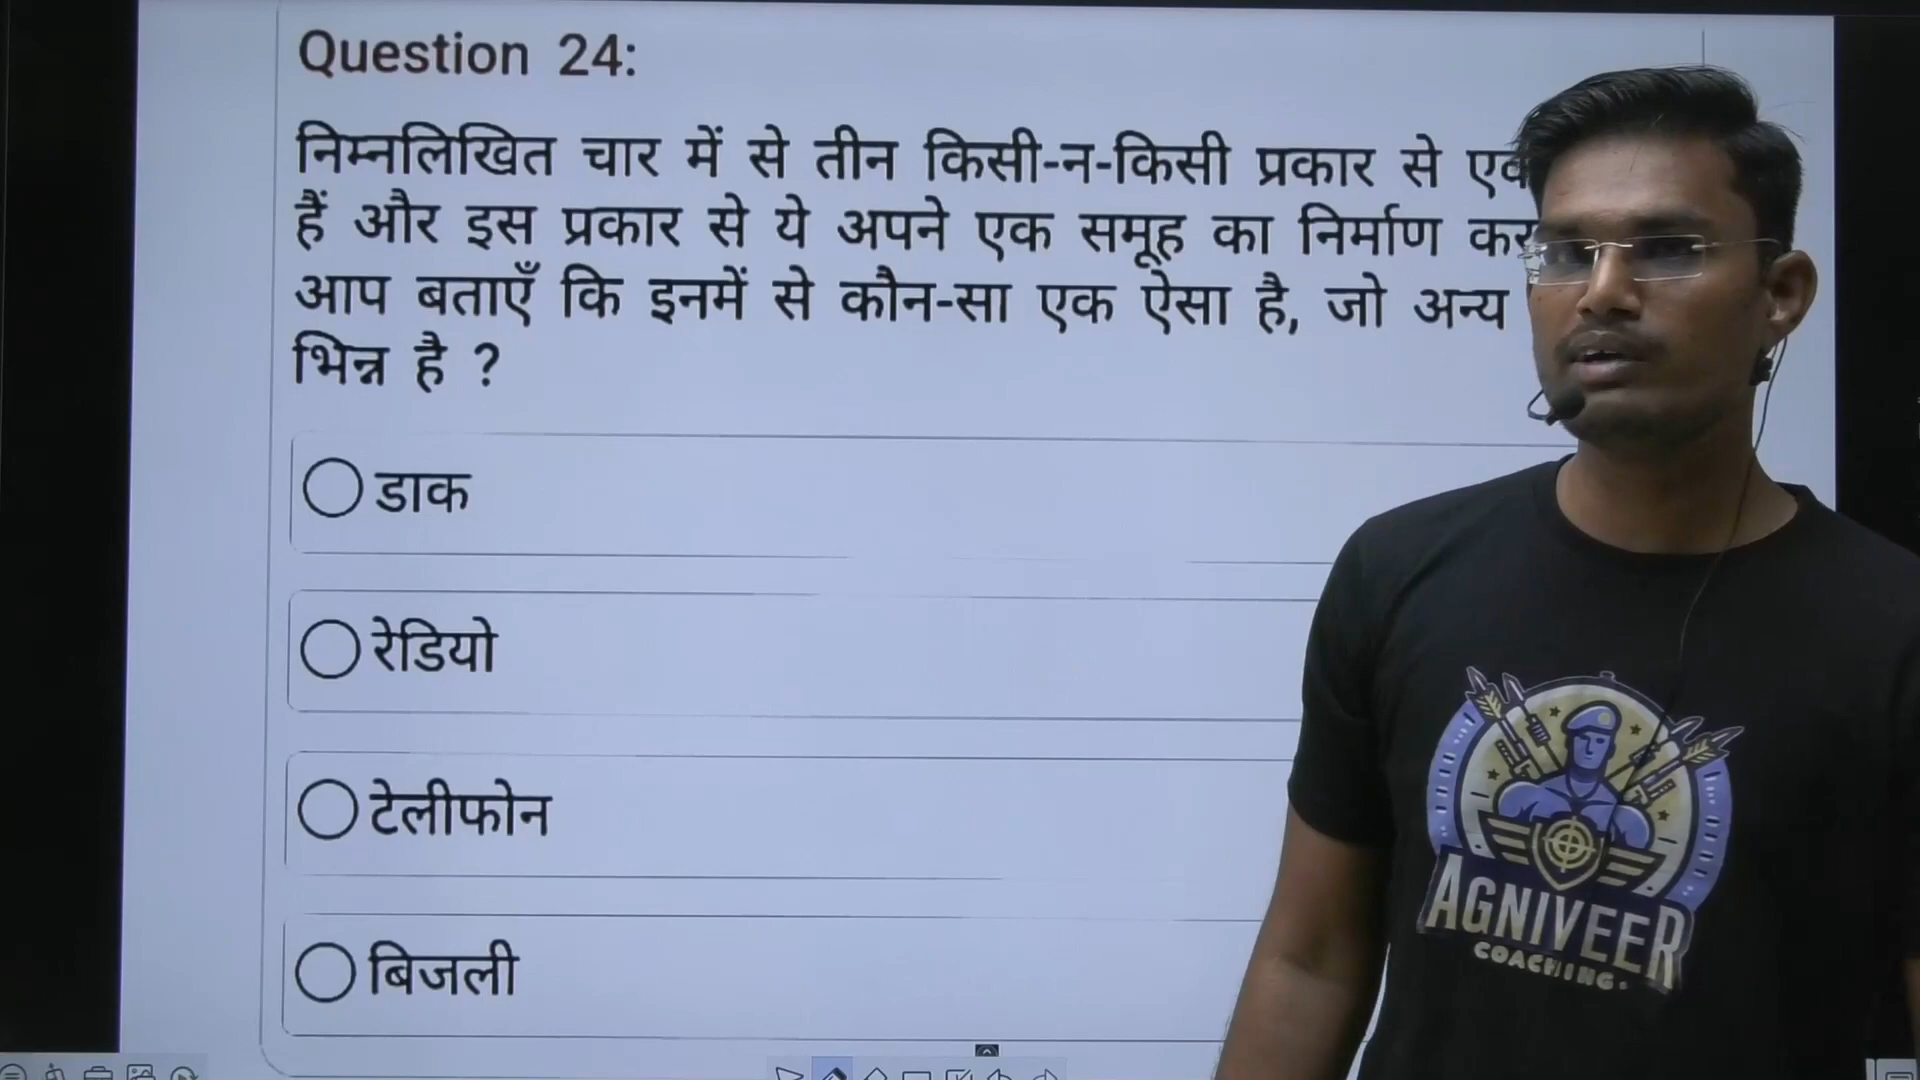 Question 24:
निम्नलिखित चार में से तीन किसी-न-किसी प्रकार से
हैं और इस प्रकार से ये अपने एक समूह का निर्माण
आप बताएँ कि इनमें से कौन-सा एक ऐसा है, जो अन्य
भिन्न है ?
डाक
रेडियो
टेलीफोन
बिजली
AGNIVEER
COACHING